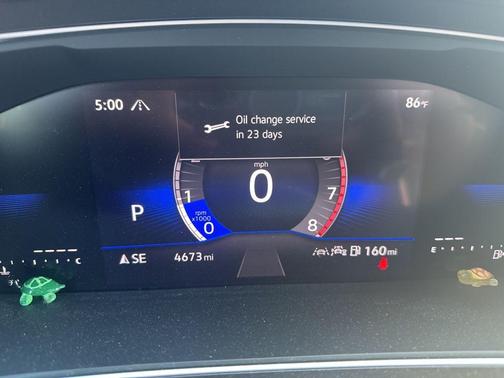 5:00
86°F
Oil change service
in 23 days
mph
0
1
7
rpm
x1000
0
8
P
SE
4673 mi
160 mi
C
E